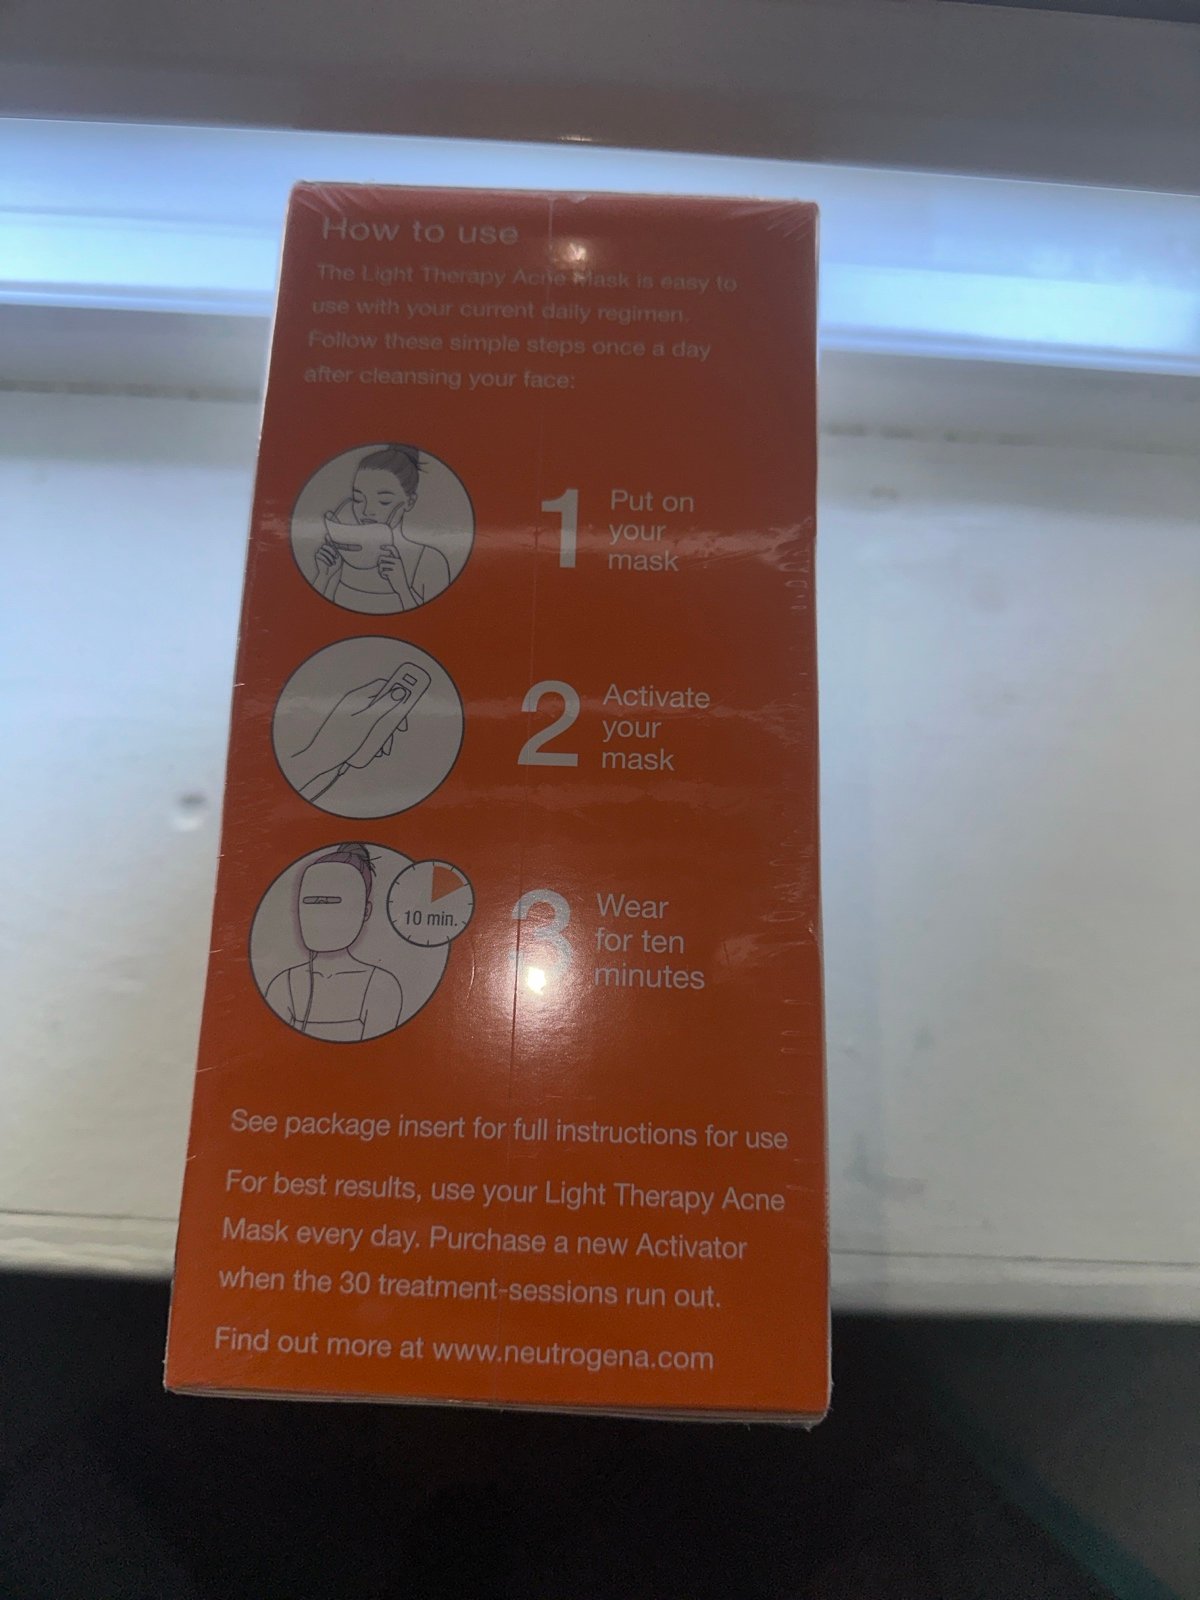 How to use
The Light Therapy Acne Mask is easy to
use with your current daily regimen.
Follow these simple steps once a day
after cleansing your face:
1 Put on
your
mask
2 Activate
your
mask
10 min.
3 Wear
for ten
minutes
See package insert for full instructions for use
For best results, use your Light Therapy Acne
Mask every day. Purchase a new Activator
when the 30 treatment-sessions run out.
Find out more at www.neutrogena.com